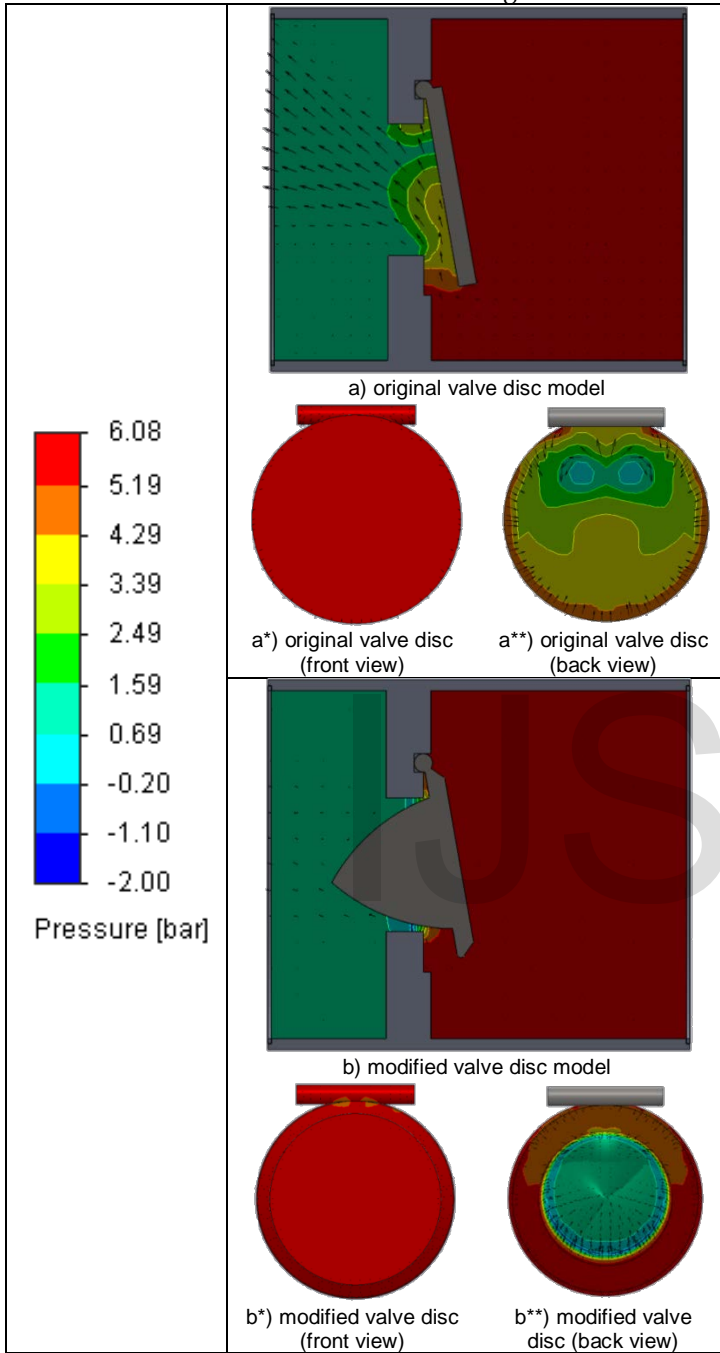 6.08
5.19
4.29
3.39
2.49
1.59
0.69
-0.20
-1.10
-2.00
Pressure [bar]
a) original valve disc model
a*) original valve disc
(front view)
a**) original valve disc
(back view)
IJS
b) modified valve disc model
b*) modified valve disc
(front view)
b**) modified valve
disc (back view)